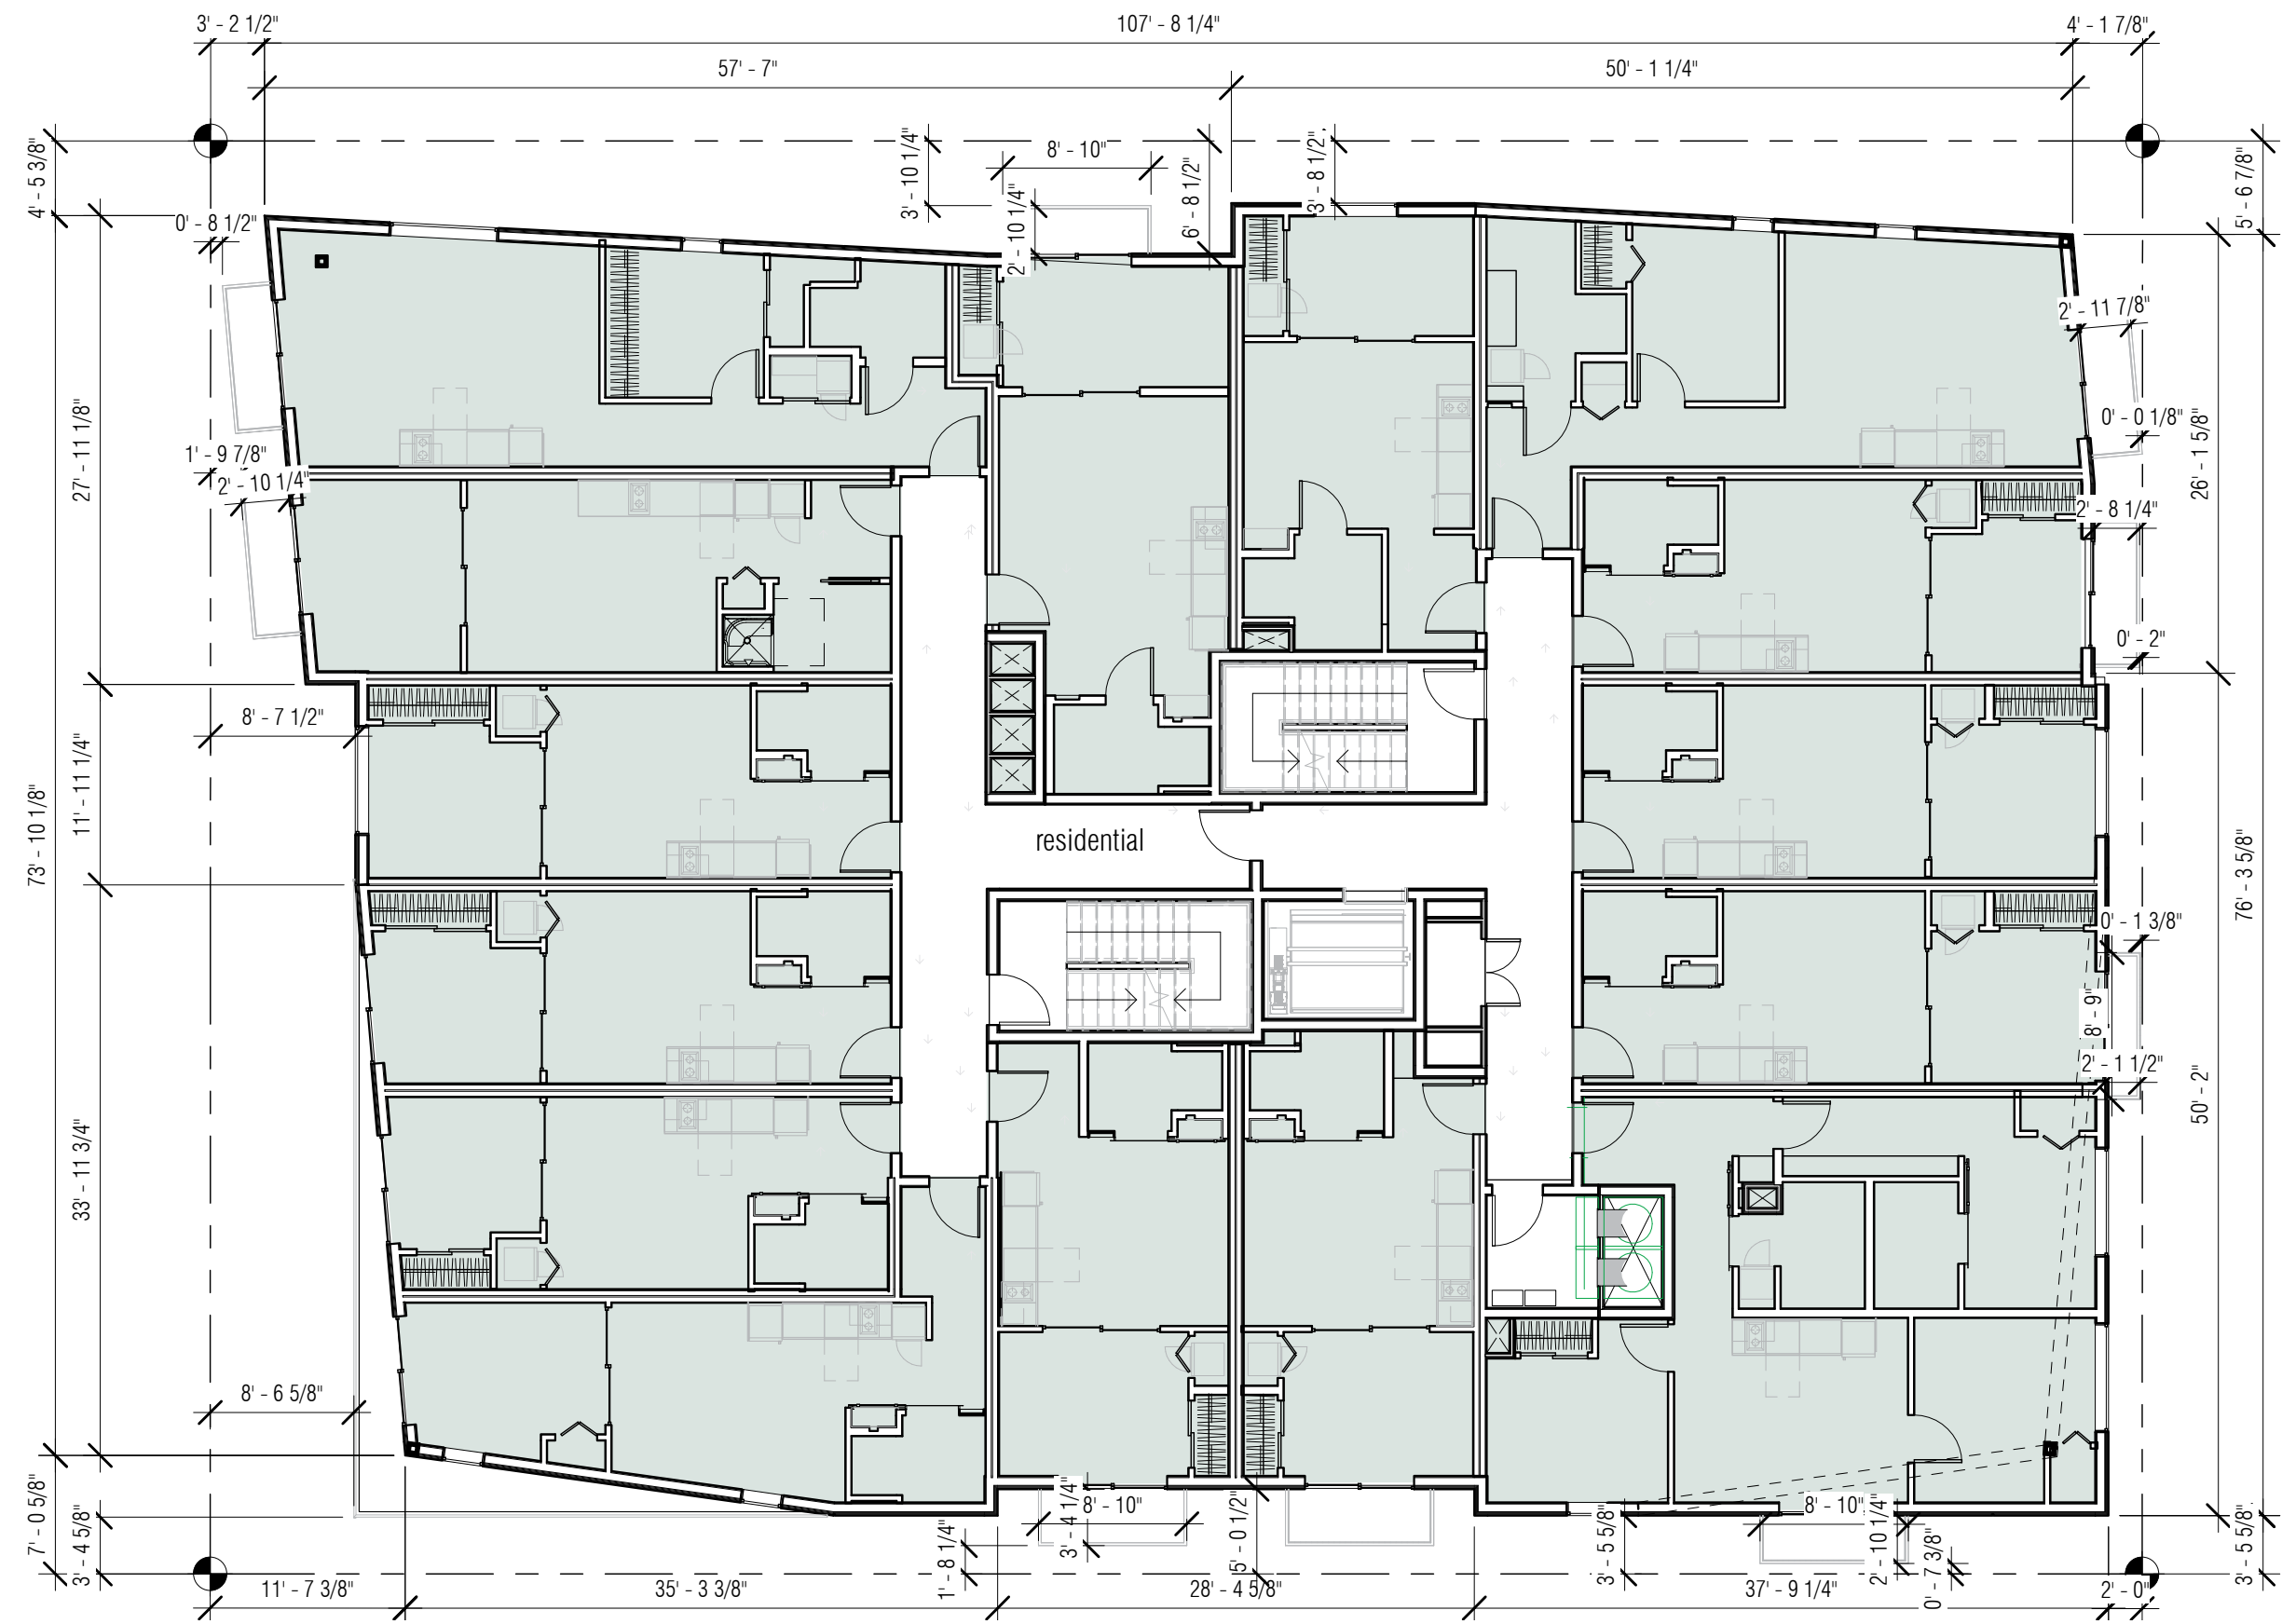 3' - 2 1/2"
107' - 8 1/4"
4' - 1 7/8"
57' - 7"
50' - 1 1/4"
4' - 5 3/8"
3' - 10 1/4"
8' - 10"
6' - 8 1/2"
3' - 8 1/2"
5' - 6 7/8"
0' - 8 1/2"
2' - 10 1/4"
2' - 11 7/8"
27' - 11 1/8"
1' - 9 7/8"
2' - 10 1/4"
0' - 0 1/8"
26' - 1 5/8"
2' - 8 1/4"
0' - 2"
8' - 7 1/2"
11' - 11 1/4"
73' - 10 1/8"
residential
76' - 3 5/8"
0' - 1 3/8"
8' - 9"
2' - 1 1/2"
50' - 2"
33' - 11 3/4"
8' - 6 5/8"
7' - 0 5/8"
3' - 4 5/8"
1' - 8 1/4"
3' - 4 1/4"
8' - 10"
5' - 0 1/2"
3' - 5 5/8"
8' - 10"
2' - 10 1/4"
0' - 7 3/8"
3' - 5 5/8"
11' - 7 3/8"
35' - 3 3/8"
28' - 4 5/8"
37' - 9 1/4"
2' - 0"